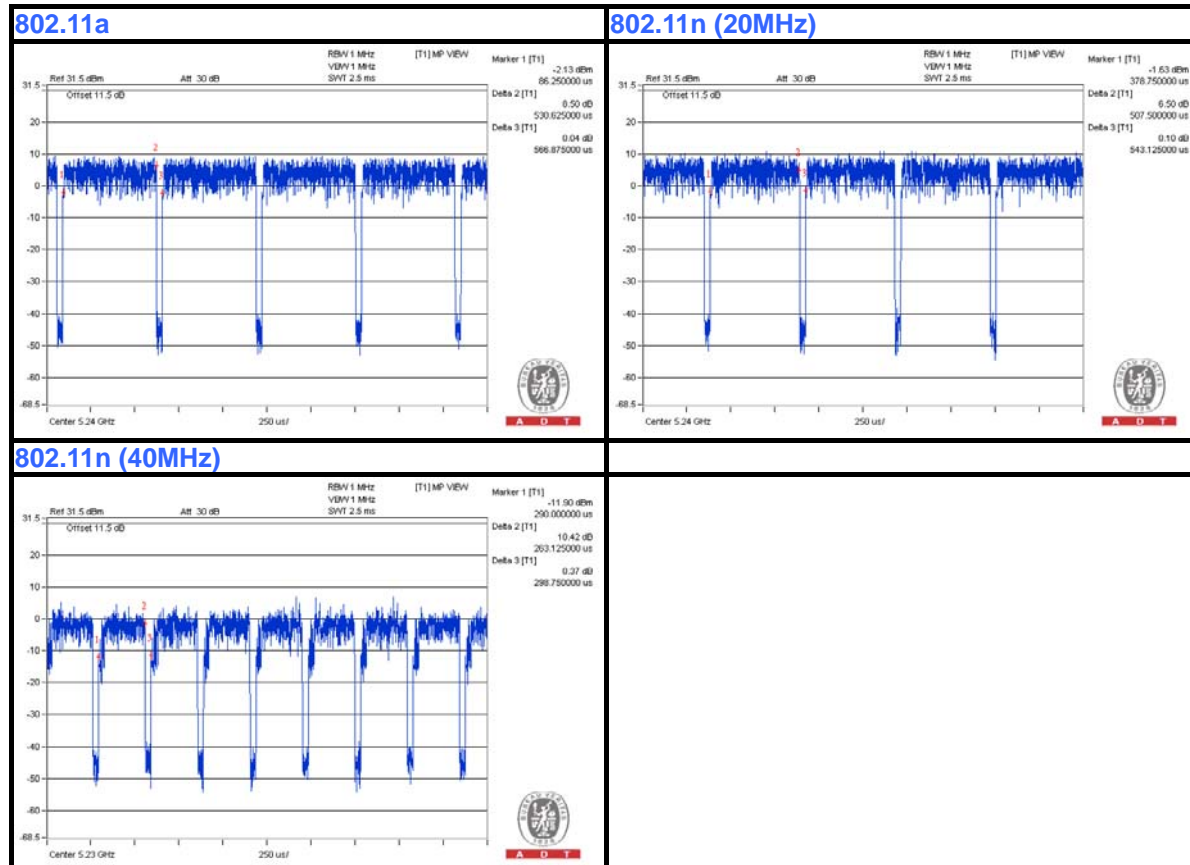 802.11a
RBW 1 MHz [T1] MP VIEW
VBW 1 MHz
Ref 31.5 dBm Att 30 dB SWT 2.5 ms
Marker 1 [T1]
-2.13 dBm
86.250000 us
Delta 2 [T1]
8.50 dB
530.625000 us
Delta 3 [T1]
0.04 dB
566.875000 us
31.5
Offset 11.5 dB
20
10
0
-10
-20
-30
-40
-50
-60
-68.5
1
2
3
Center 5.24 GHz 250 us/
A D T
802.11n (20MHz)
RBW 1 MHz [T1] MP VIEW
VBW 1 MHz
Ref 31.5 dBm Att 30 dB SWT 2.5 ms
Marker 1 [T1]
-1.63 dBm
378.750000 us
Delta 2 [T1]
6.50 dB
507.500000 us
Delta 3 [T1]
0.10 dB
543.125000 us
31.5
Offset 11.5 dB
20
10
0
-10
-20
-30
-40
-50
-60
-68.5
1
2
3
Center 5.24 GHz 250 us/
A D T
802.11n (40MHz)
RBW 1 MHz [T1] MP VIEW
VBW 1 MHz
Ref 31.5 dBm Att 30 dB SWT 2.5 ms
Marker 1 [T1]
-11.90 dBm
290.000000 us
Delta 2 [T1]
10.42 dB
263.125000 us
Delta 3 [T1]
0.37 dB
298.750000 us
31.5
Offset 11.5 dB
20
10
0
-10
-20
-30
-40
-50
-60
-68.5
1
2
3
Center 5.23 GHz 250 us/
A D T